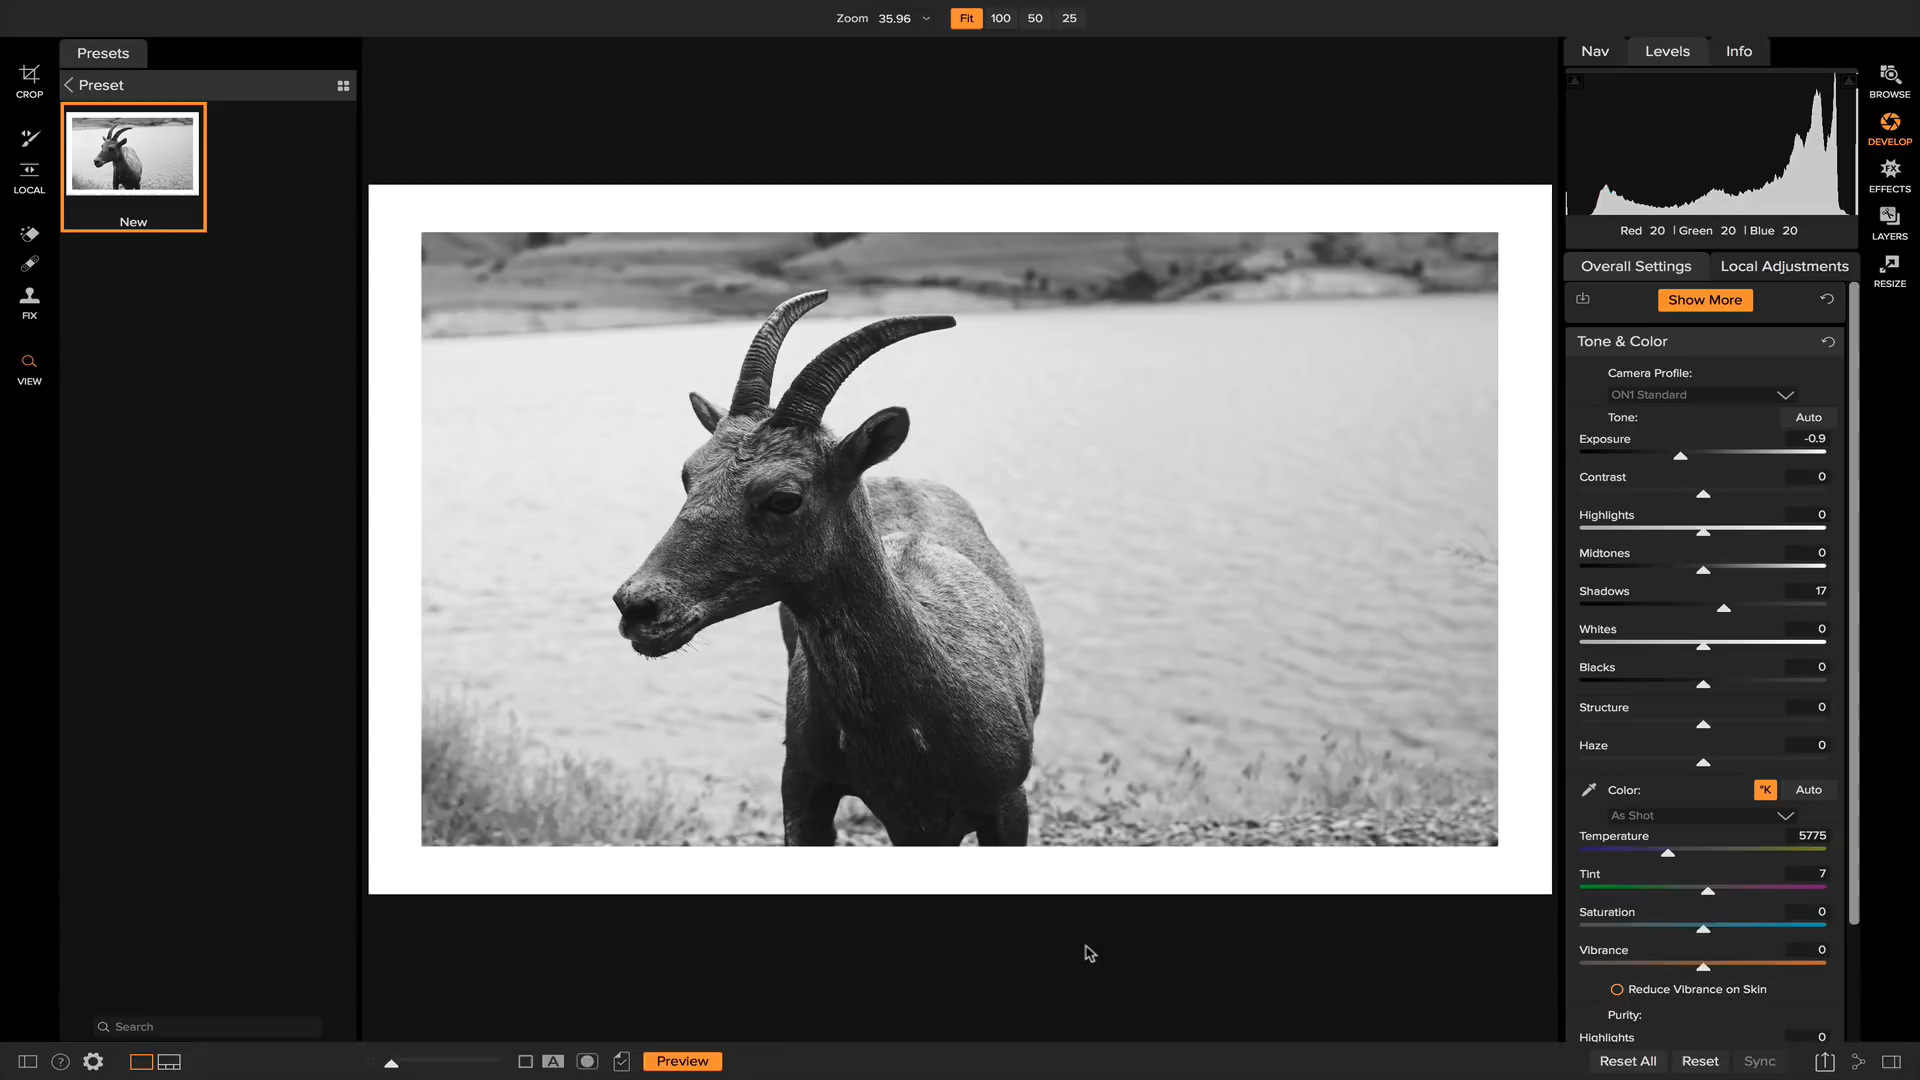 Zoom 35.96 Fit 100 50 25
Presets
Preset
New
CROP
LOCAL
FIX
VIEW
Search
A
Preview
Nav Levels Info
Red 20 | Green 20 | Blue 20
Overall Settings Local Adjustments
Show More
Tone & Color
Camera Profile:
ON1 Standard
Tone: Auto
Exposure -0.9
Contrast 0
Highlights 0
Midtones 0
Shadows 17
Whites 0
Blacks 0
Structure 0
Haze 0
Color: °K Auto
As Shot
Temperature 5775
Tint 7
Saturation 0
Vibrance 0
Reduce Vibrance on Skin
Purity:
Highlights 0
Reset All Reset Sync
BROWSE
DEVELOP
FX
EFFECTS
LAYERS
RESIZE
?